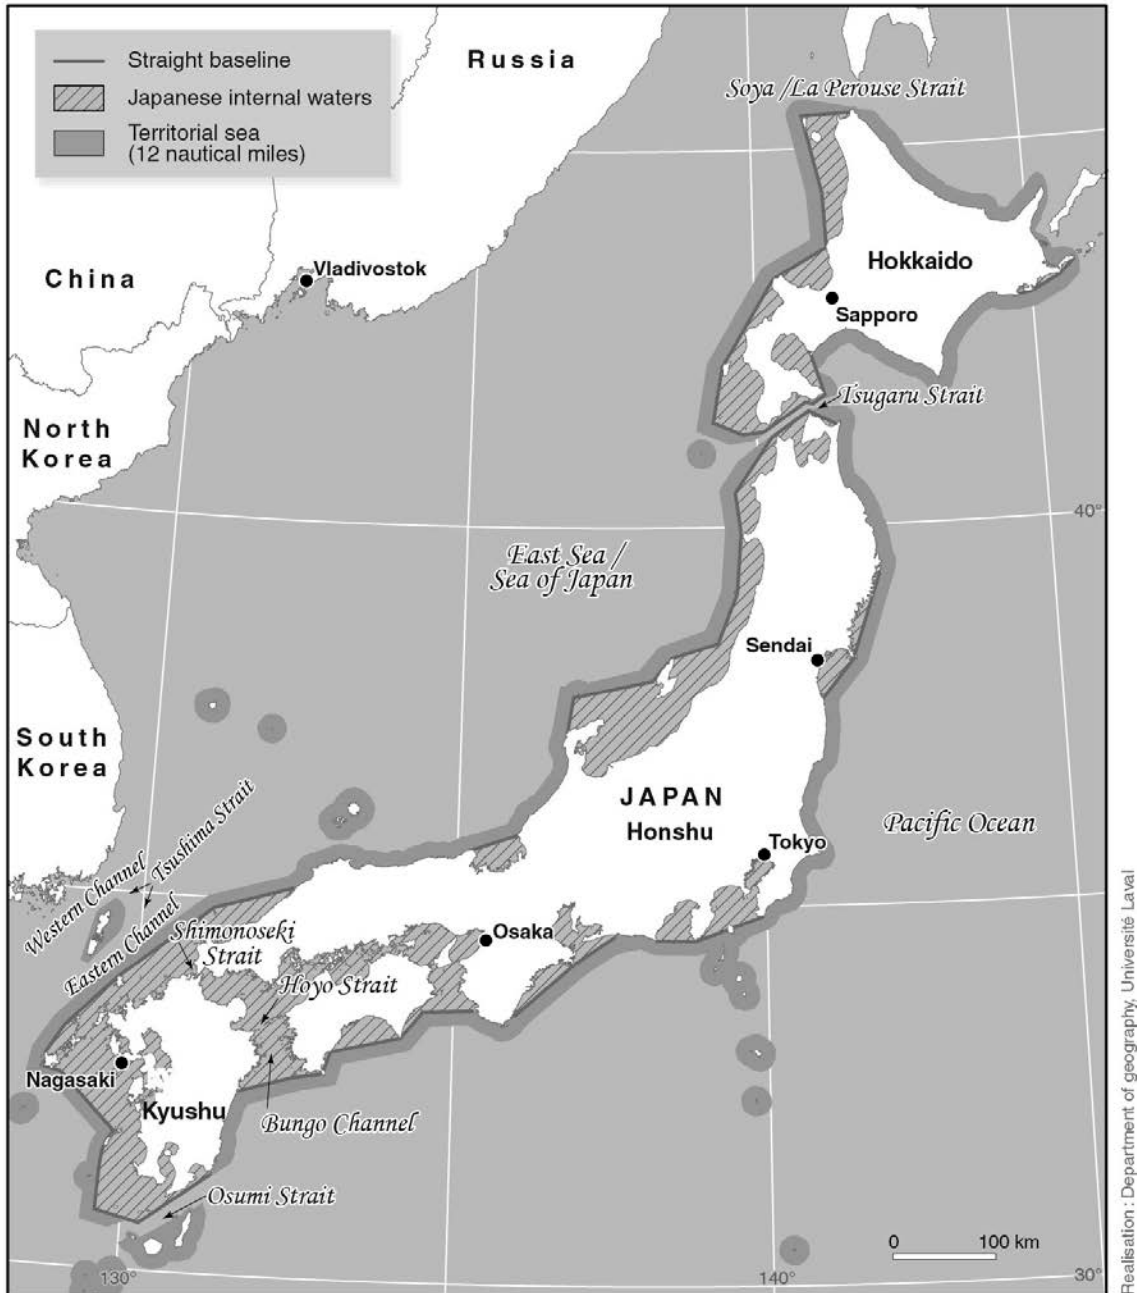 Straight baseline
Japanese internal waters
Territorial sea
(12 nautical miles)
Russia
Soya /La Perouse Strait
China
Vladivostok
Hokkaido
Sapporo
Tsugaru Strait
North
Korea
40°
East Sea /
Sea of Japan
Sendai
South
Korea
JAPAN
Honshu
Pacific Ocean
Tokyo
Tsushima Strait
Western Channel
Eastern Channel
Shimonoseki
Strait
Osaka
Hoyo Strait
Nagasaki
Kyushu
Bungo Channel
Osumi Strait
0 100 km
130°
140°
30°
Realisation : Department of geography, Université Laval